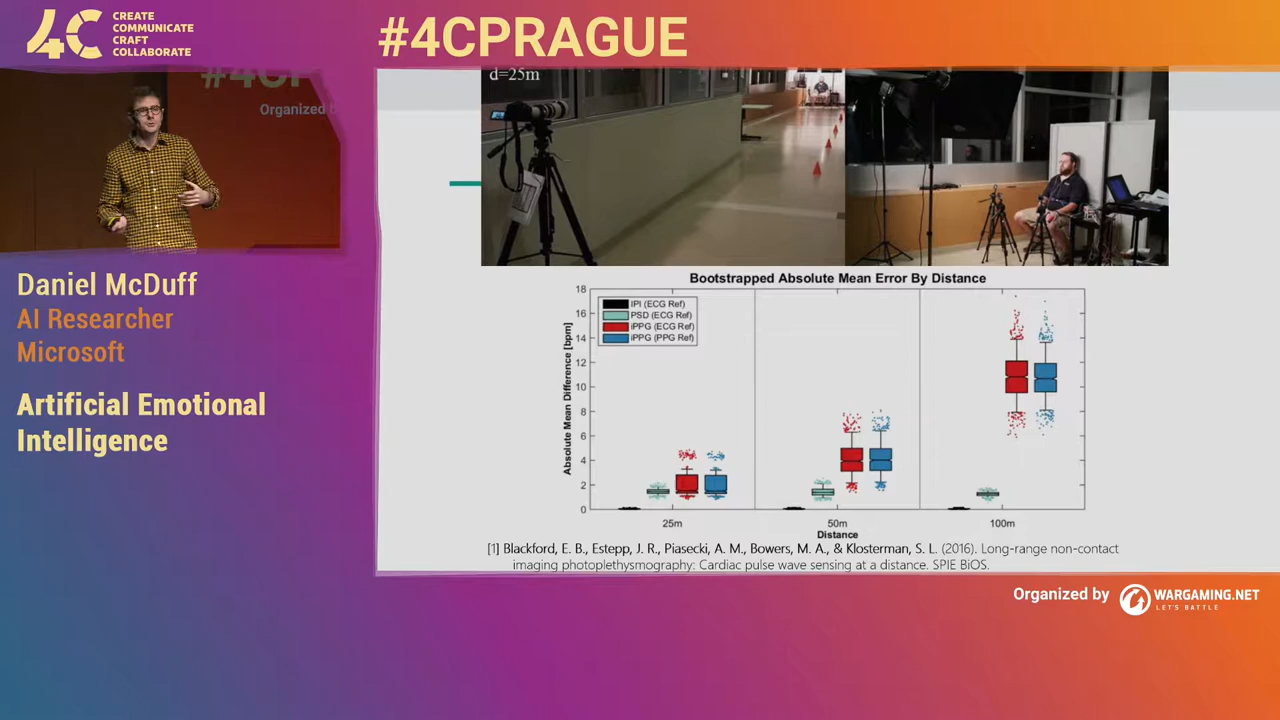 4C
CREATE
COMMUNICATE
CRAFT
COLLABORATE
#4CPRAGUE
Organized
Daniel McDuff
AI Researcher
Microsoft
Artificial Emotional
Intelligence
d=25m
Bootstrapped Absolute Mean Error By Distance
Absolute Mean Difference [bpm]
18
16
14
12
10
8
6
4
2
0
IPI (ECG Ref)
PSD (ECG Ref)
iPPG (ECG Ref)
iPPG (PPG Ref)
25m
50m
100m
Distance
[1] Blackford, E. B., Estepp, J. R., Piasecki, A. M., Bowers, M. A., & Klosterman, S. L. (2016). Long-range non-contact
imaging photoplethysmography: Cardiac pulse wave sensing at a distance. SPIE BiOS.
Organized by
WARGAMING.NET
LET'S BATTLE